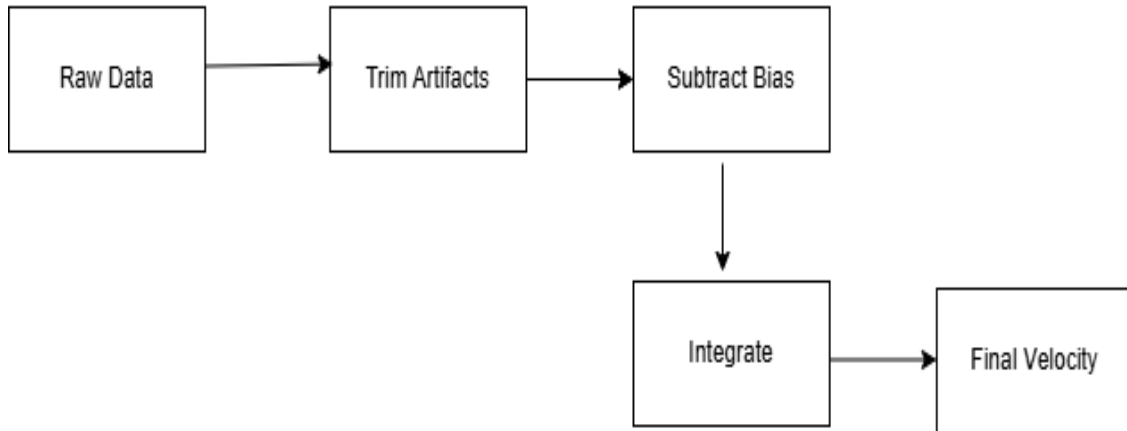 Raw Data
Trim Artifacts
Subtract Bias
Integrate
Final Velocity